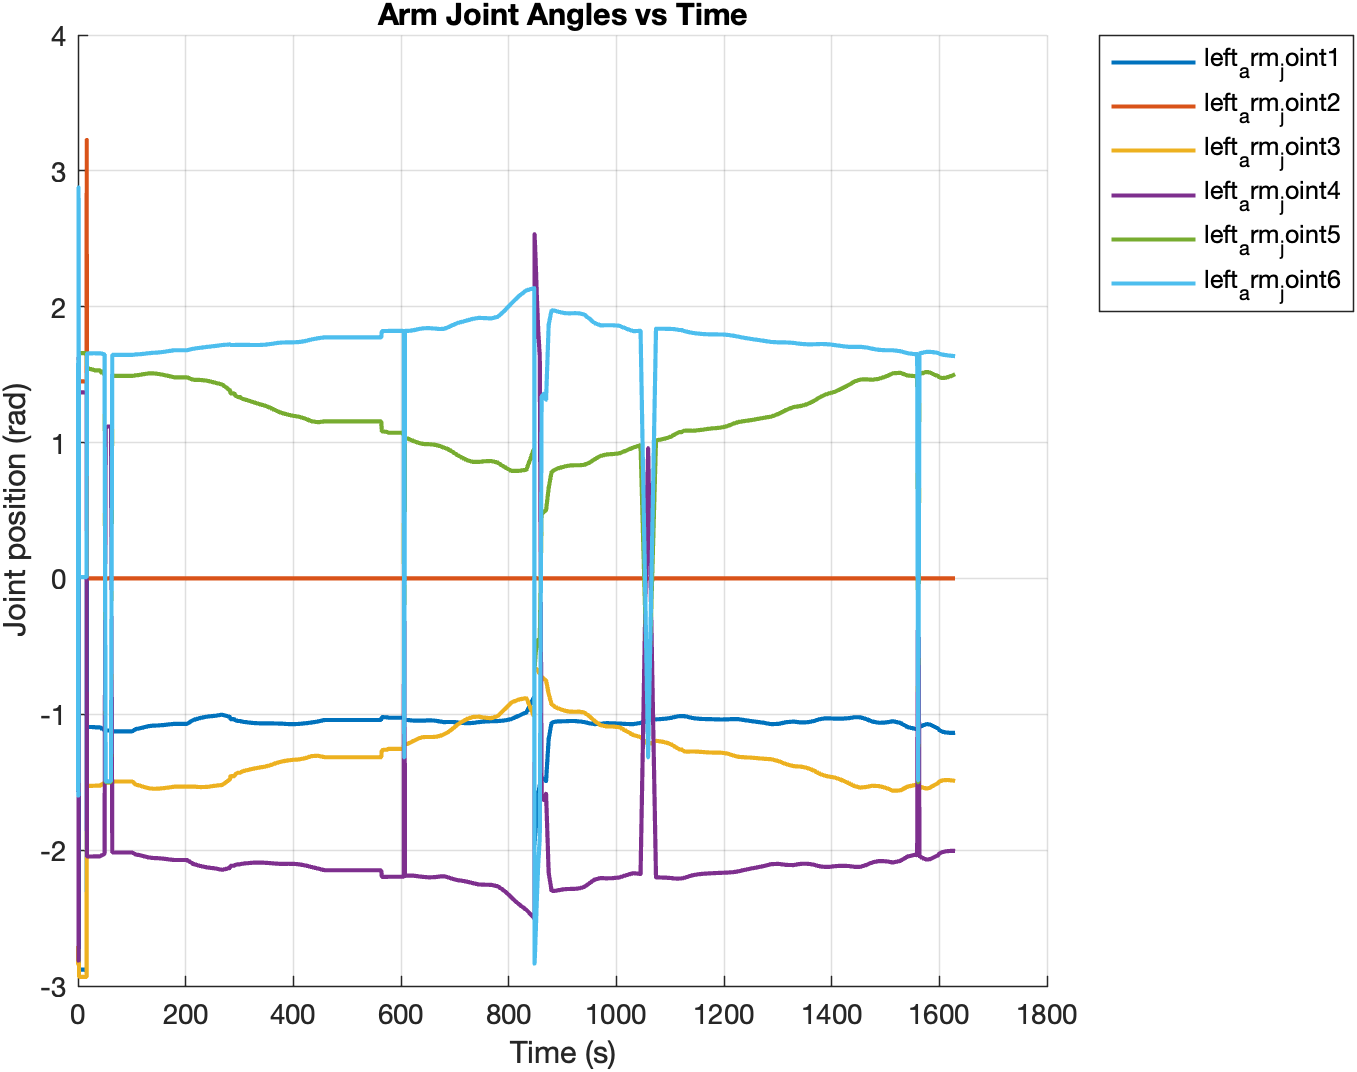 Arm Joint Angles vs Time
4
3
2
1
0
-1
-2
-3
Joint position (rad)
0 200 400 600 800 1000 1200 1400 1600 1800
Time (s)
left_arm_joint1
left_arm_joint2
left_arm_joint3
left_arm_joint4
left_arm_joint5
left_arm_joint6